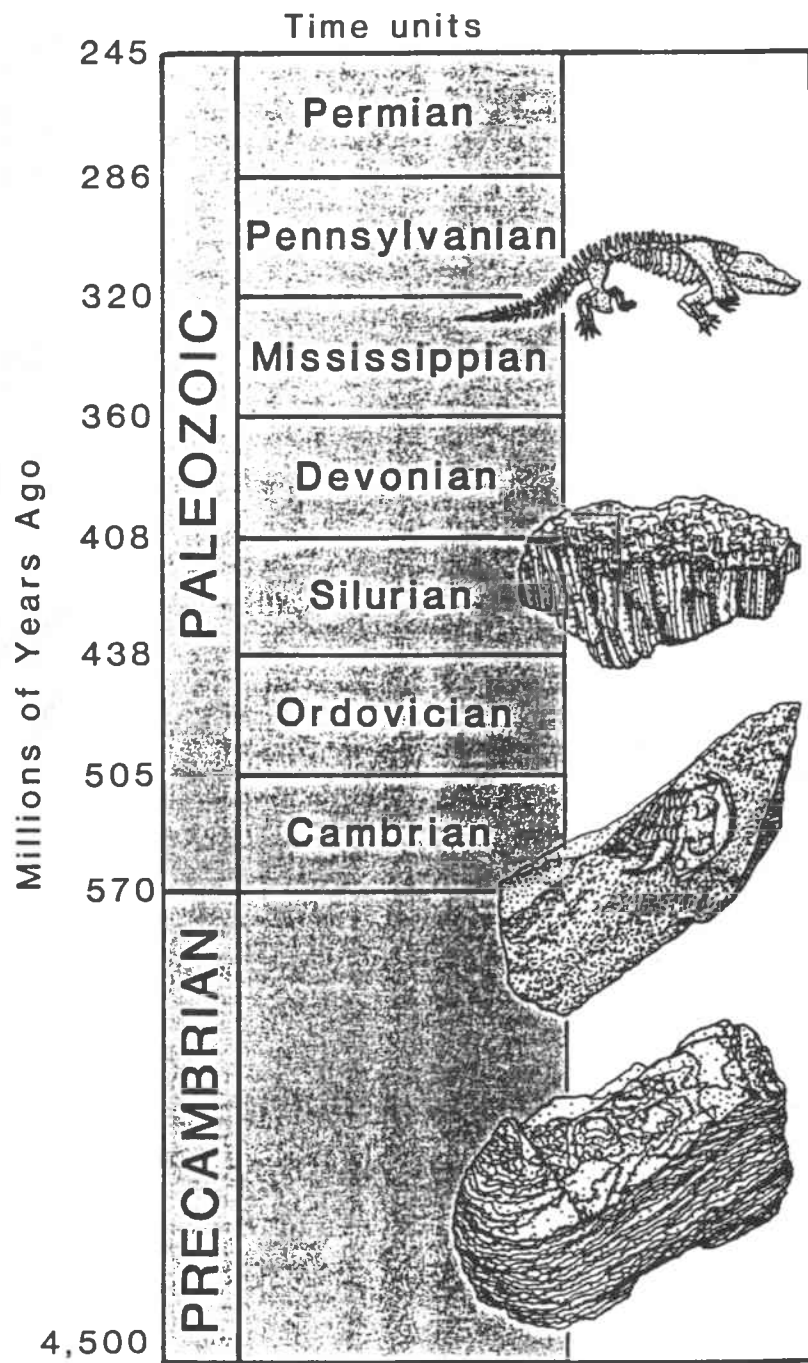 Time units
245
Permian
286
Pennsylvanian
320
Mississippian
360
Devonian
408
Silurian
438
Ordovician
505
Cambrian
570
4,500
PALEOZOIC
PRECAMBRIAN
Millions of Years Ago